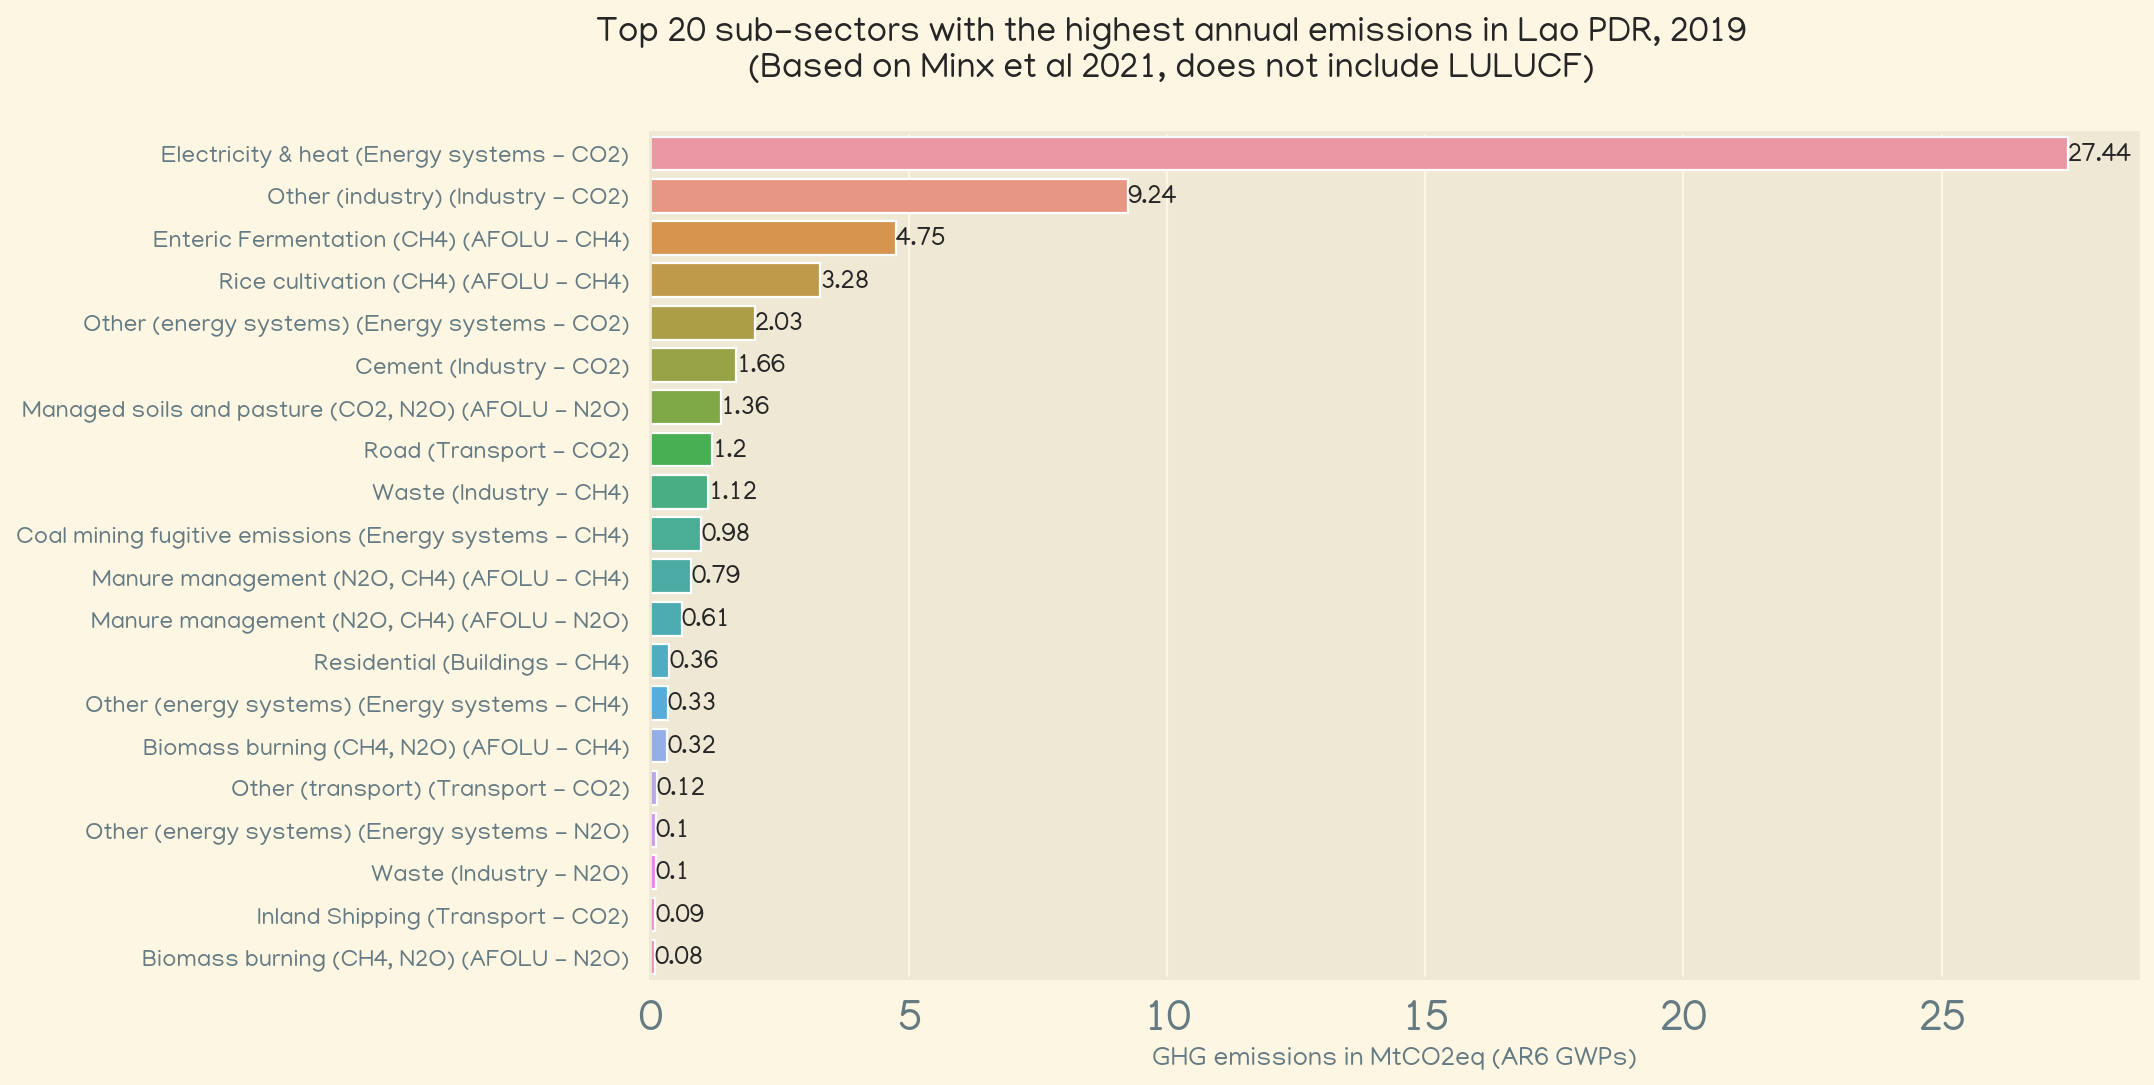 Top 20 sub-sectors with the highest annual emissions in Lao PDR, 2019
(Based on Minx et al 2021, does not include LULUCF)
Electricity & heat (Energy systems - CO2) 27.44
Other (industry) (Industry - CO2) 9.24
Enteric Fermentation (CH4) (AFOLU - CH4) 4.75
Rice cultivation (CH4) (AFOLU - CH4) 3.28
Other (energy systems) (Energy systems - CO2) 2.03
Cement (Industry - CO2) 1.66
Managed soils and pasture (CO2, N2O) (AFOLU - N2O) 1.36
Road (Transport - CO2) 1.2
Waste (Industry - CH4) 1.12
Coal mining fugitive emissions (Energy systems - CH4) 0.98
Manure management (N2O, CH4) (AFOLU - CH4) 0.79
Manure management (N2O, CH4) (AFOLU - N2O) 0.61
Residential (Buildings - CH4) 0.36
Other (energy systems) (Energy systems - CH4) 0.33
Biomass burning (CH4, N2O) (AFOLU - CH4) 0.32
Other (transport) (Transport - CO2) 0.12
Other (energy systems) (Energy systems - N2O) 0.1
Waste (Industry - N2O) 0.1
Inland Shipping (Transport - CO2) 0.09
Biomass burning (CH4, N2O) (AFOLU - N2O) 0.08
0 5 10 15 20 25
GHG emissions in MtCO2eq (AR6 GWPs)